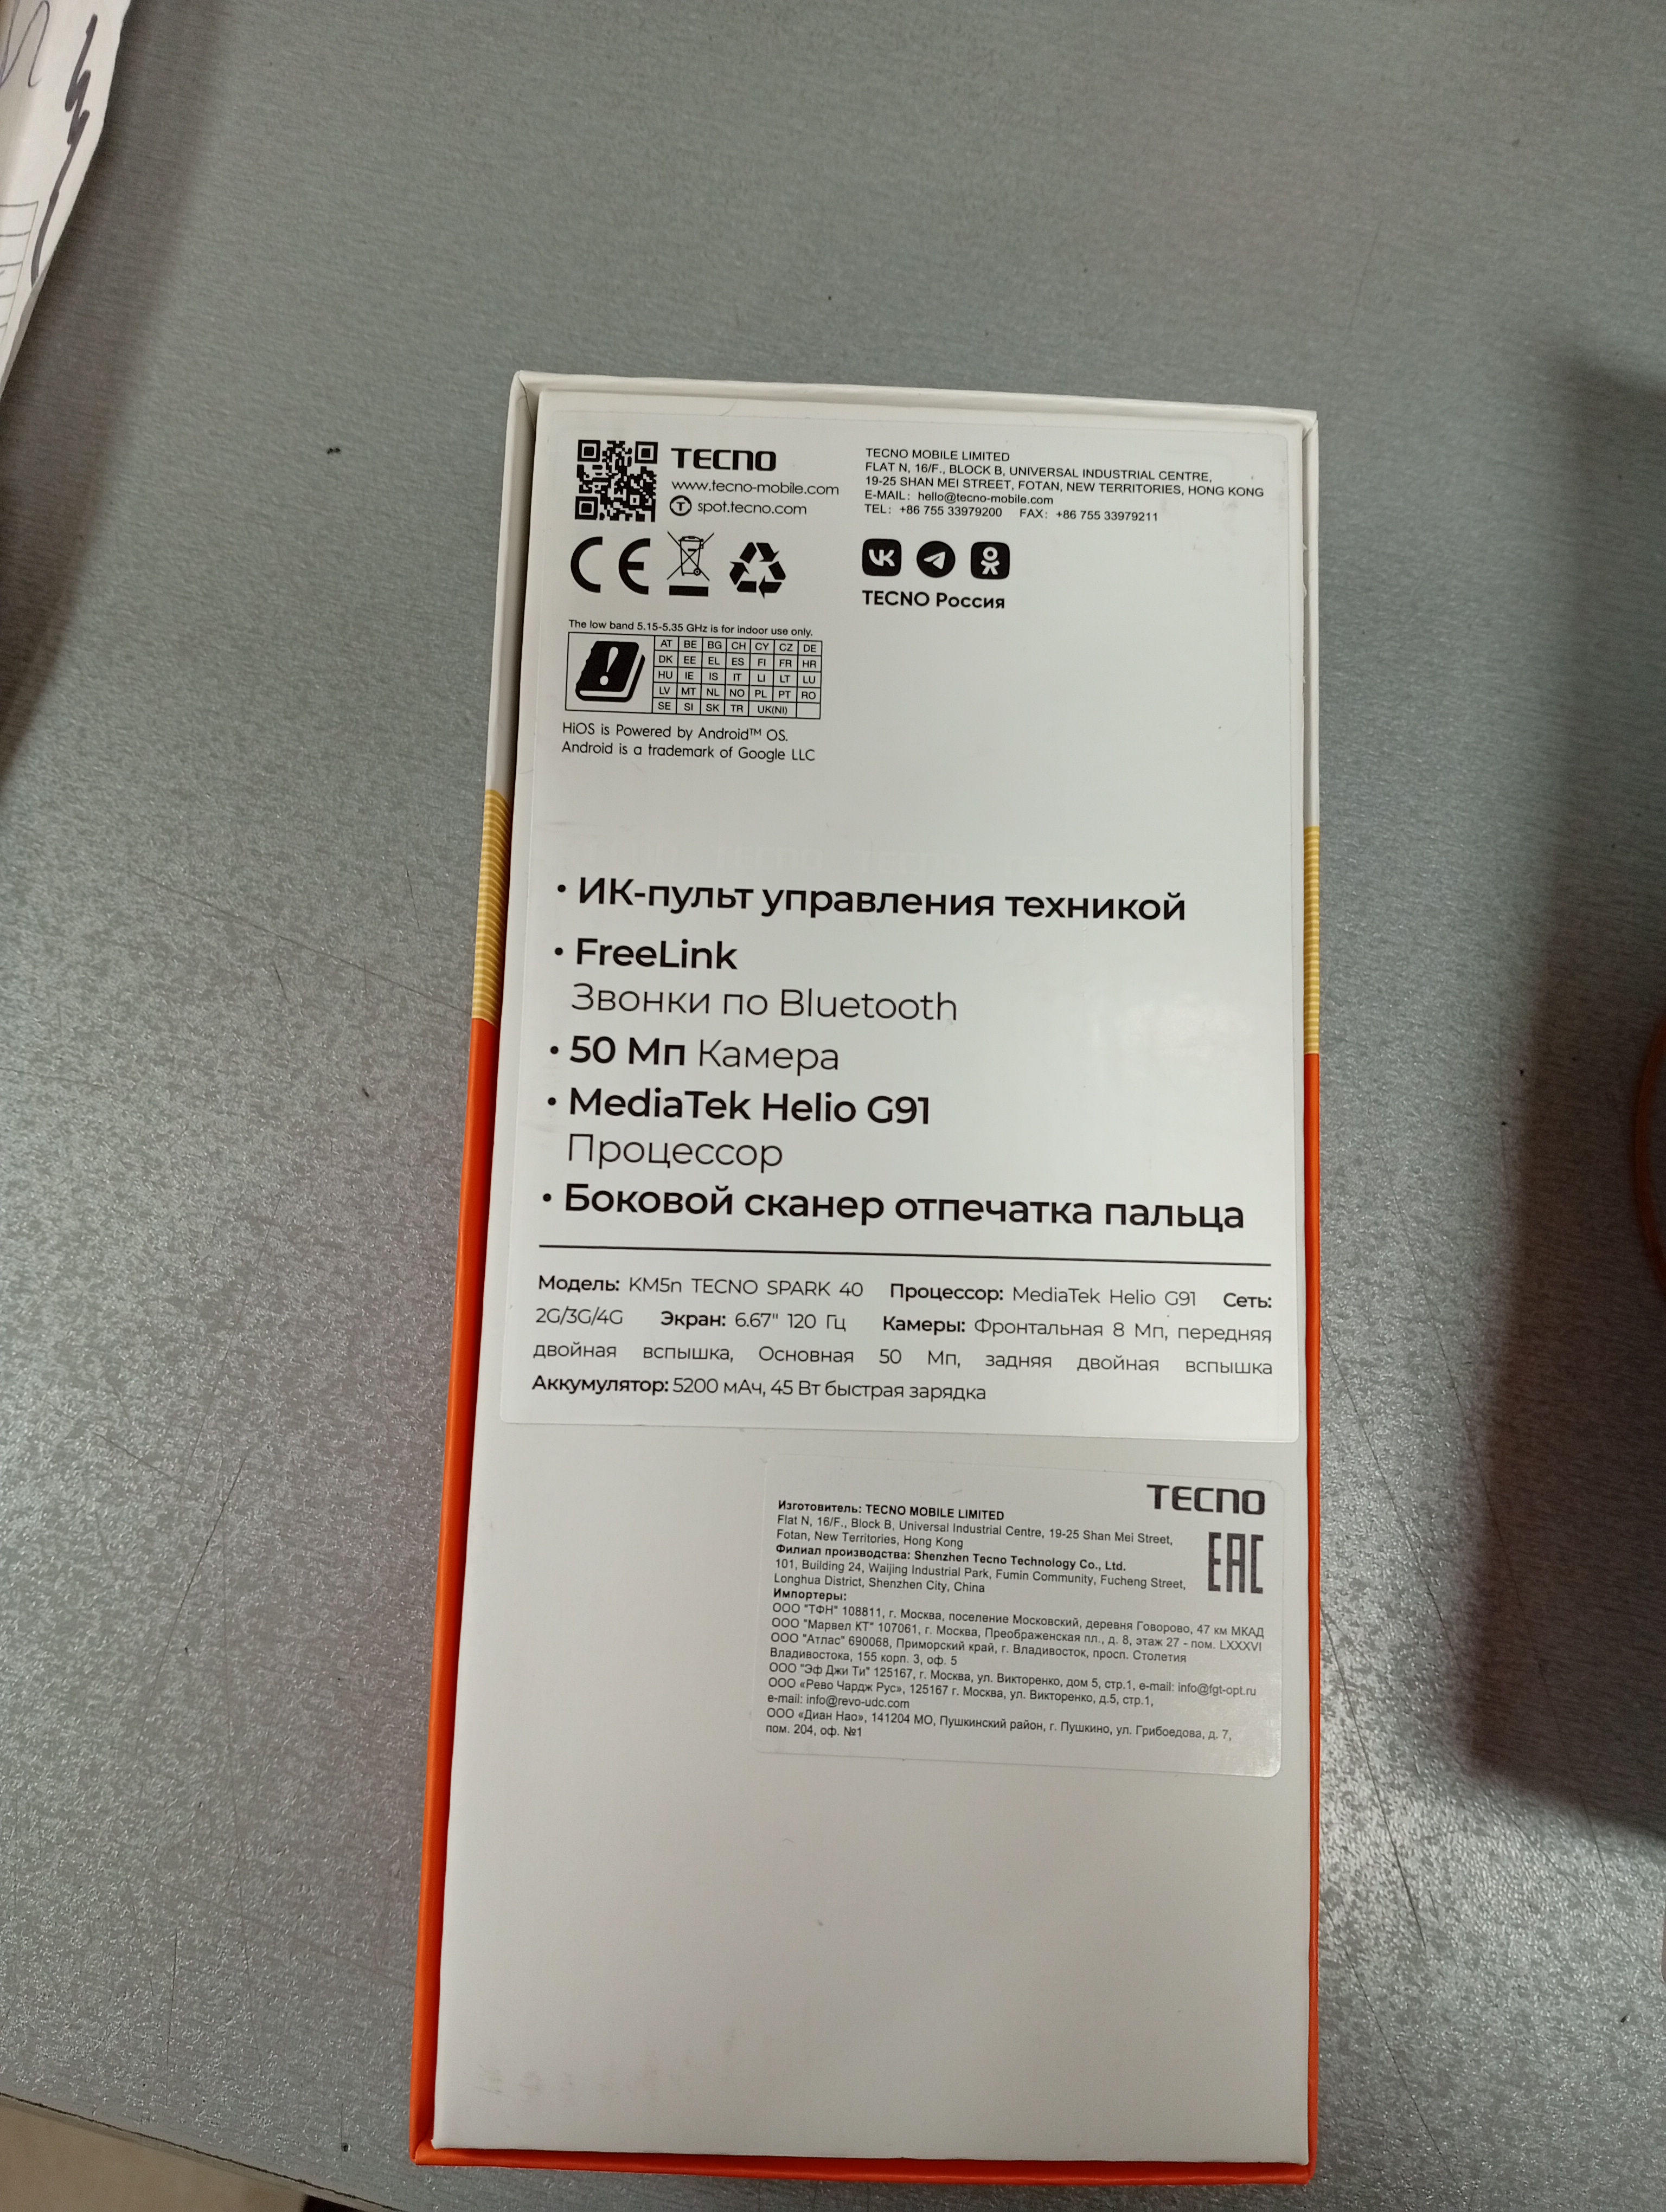 TECNO
www.tecno-mobile.com
spot.tecno.com
TECNO MOBILE LIMITED
FLAT N, 16/F., BLOCK B, UNIVERSAL INDUSTRIAL CENTRE,
19-25 SHAN MEI STREET, FOTAN, NEW TERRITORIES, HONG KONG
E-MAIL: hello@tecno-mobile.com
TEL: +86 755 33979200 FAX: +86 755 33979211
CE
TECNO Россия
The low band 5.15-5.35 GHz is for indoor use only.
AT BE BG CH CY CZ DE
DK EE EL ES FI FR HR
HU IE IS IT LI LT LU
LV MT NL NO PL PT RO
SE SI SK TR UK(NI)
HiOS is Powered by Android™ OS.
Android is a trademark of Google LLC
• ИК-пульт управления техникой
• FreeLink
Звонки по Bluetooth
• 50 Мп Камера
• MediaTek Helio G91
Процессор
• Боковой сканер отпечатка пальца
Модель: KM5n TECNO SPARK 40 Процессор: MediaTek Helio G91 Сеть:
2G/3G/4G Экран: 6.67" 120 Гц Камеры: Фронтальная 8 Мп, передняя
двойная вспышка, Основная 50 Мп, задняя двойная вспышка
Аккумулятор: 5200 мАч, 45 Вт быстрая зарядка
TECNO
EAC
Изготовитель: TECNO MOBILE LIMITED
Flat N, 16/F., Block B, Universal Industrial Centre, 19-25 Shan Mei Street,
Fotan, New Territories, Hong Kong
Филиал производства: Shenzhen Tecno Technology Co., Ltd.
101, Building 24, Waijing Industrial Park, Fumin Community, Fucheng Street,
Longhua District, Shenzhen City, China
Импортеры:
ООО "ТФН" 108811, г. Москва, поселение Московский, деревня Говорово, 47 км МКАД
ООО "Марвел КТ" 107061, г. Москва, Преображенская пл., д. 8, этаж 27 - пом. LXXXVI
ООО "Атлас" 690068, Приморский край, г. Владивосток, просп. Столетия
Владивостока, 155 корп. 3, оф. 5
ООО "Эф Джи Ти" 125167, г. Москва, ул. Викторенко, дом 5, стр.1, e-mail: info@fgt-opt.ru
ООО «Рево Чардж Рус», 125167 г. Москва, ул. Викторенко, д.5, стр.1,
e-mail: info@revo-udc.com
ООО «Диан Нао», 141204 МО, Пушкинский район, г. Пушкино, ул. Грибоедова, д. 7,
пом. 204, оф. №1